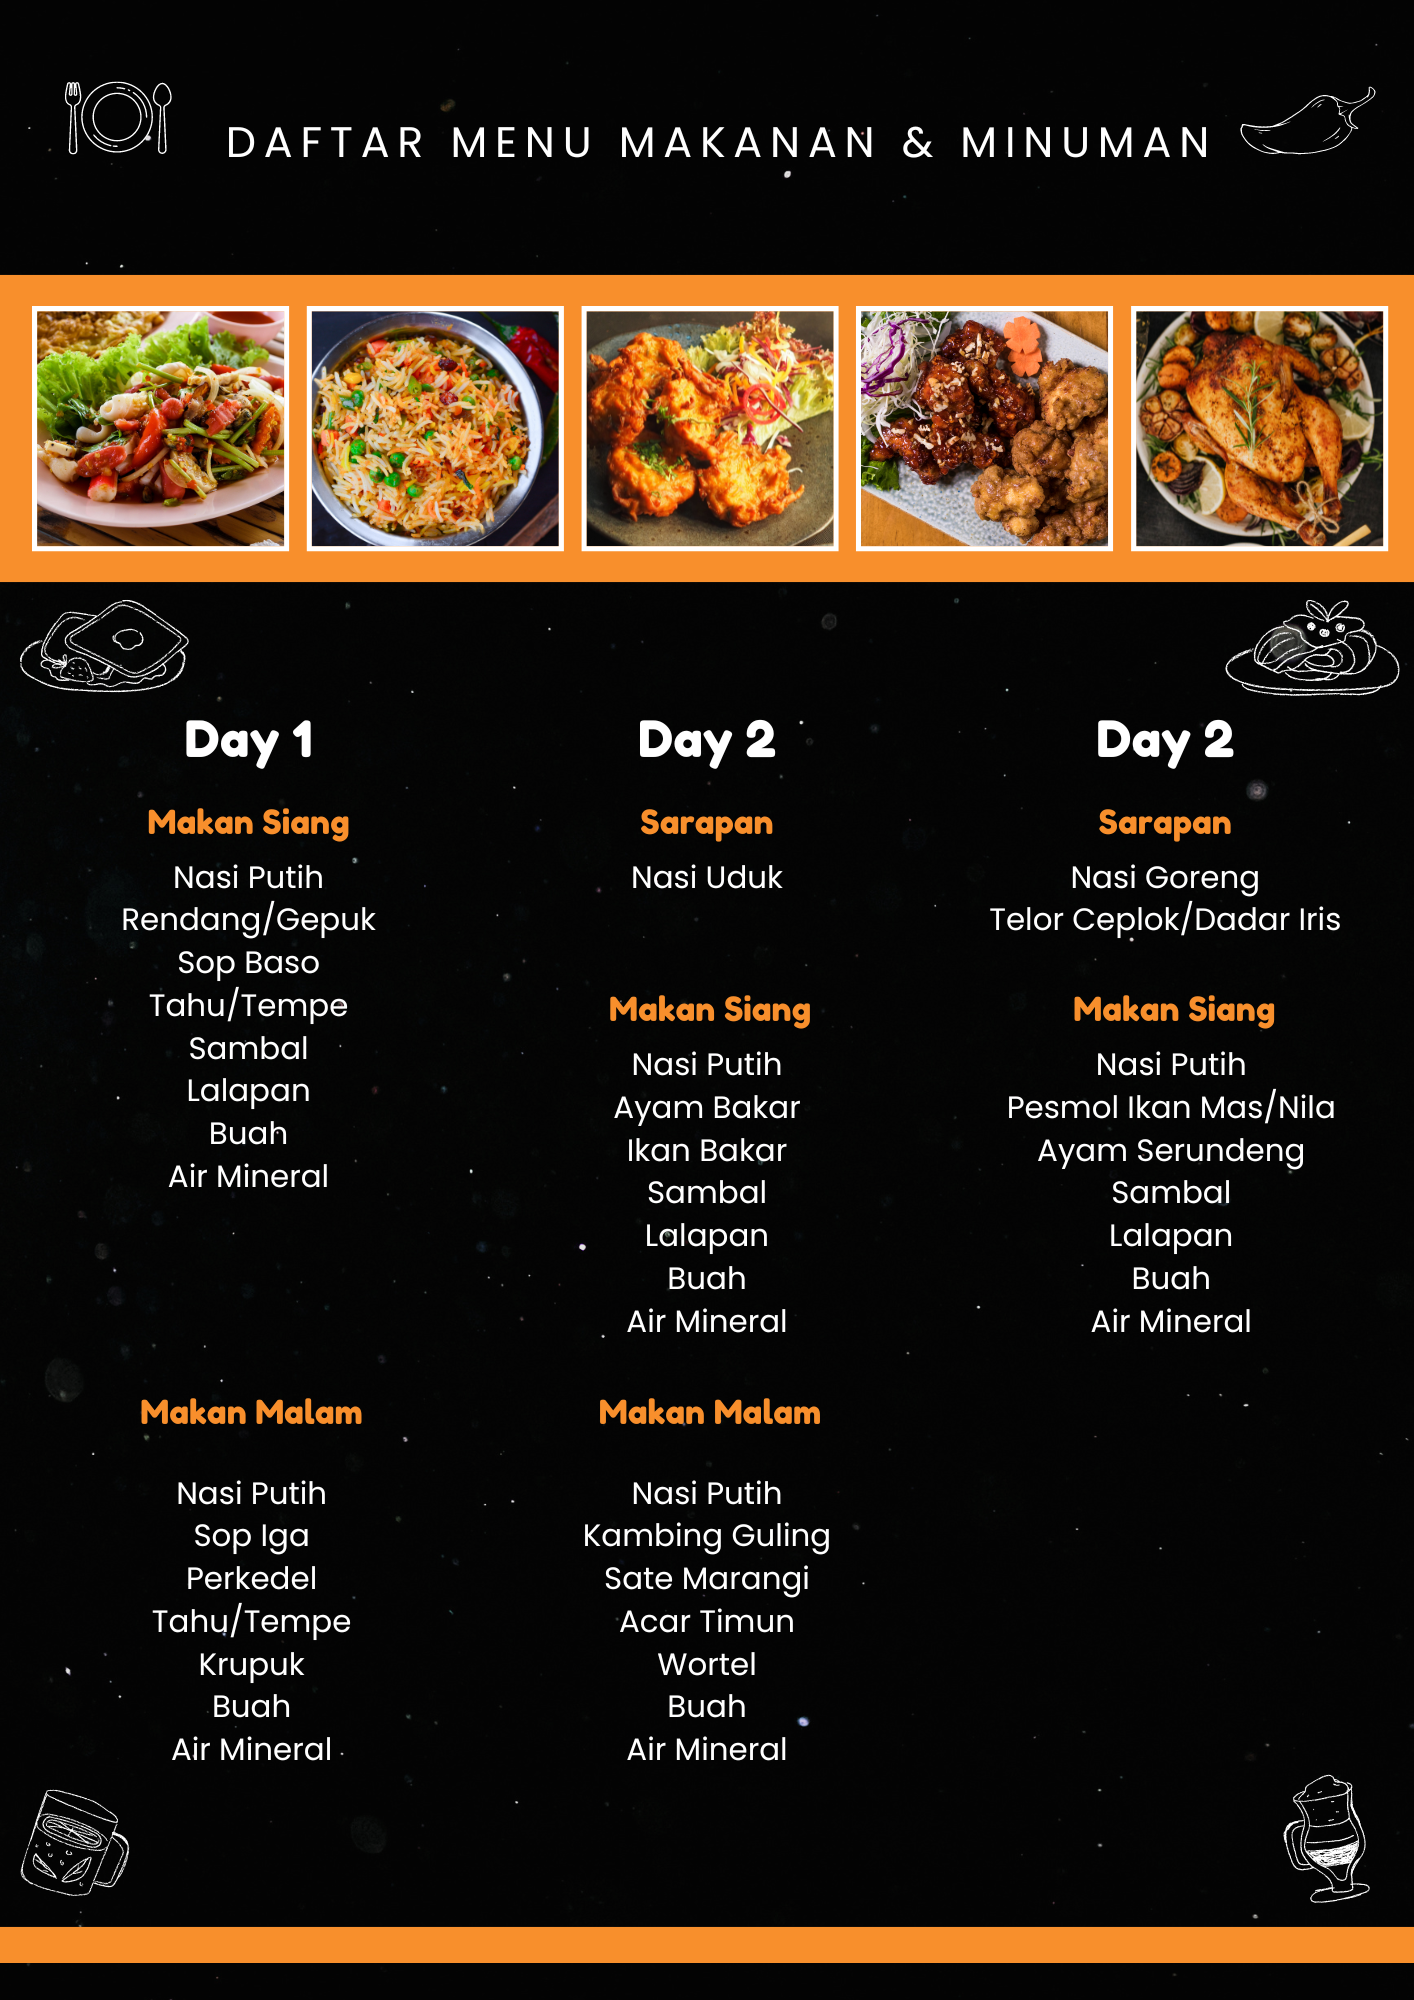 DAFTAR MENU MAKANAN & MINUMAN
Day 1
Makan Siang
Nasi Putih
Rendang/Gepuk
Sop Baso
Tahu/Tempe
Sambal
Lalapan
Buah
Air Mineral
Makan Malam
Nasi Putih
Sop Iga
Perkedel
Tahu/Tempe
Krupuk
Buah
Air Mineral
Day 2
Sarapan
Nasi Uduk
Makan Siang
Nasi Putih
Ayam Bakar
Ikan Bakar
Sambal
Lalapan
Buah
Air Mineral
Makan Malam
Nasi Putih
Kambing Guling
Sate Marangi
Acar Timun
Wortel
Buah
Air Mineral
Day 2
Sarapan
Nasi Goreng
Telor Ceplok/Dadar Iris
Makan Siang
Nasi Putih
Pesmol Ikan Mas/Nila
Ayam Serundeng
Sambal
Lalapan
Buah
Air Mineral